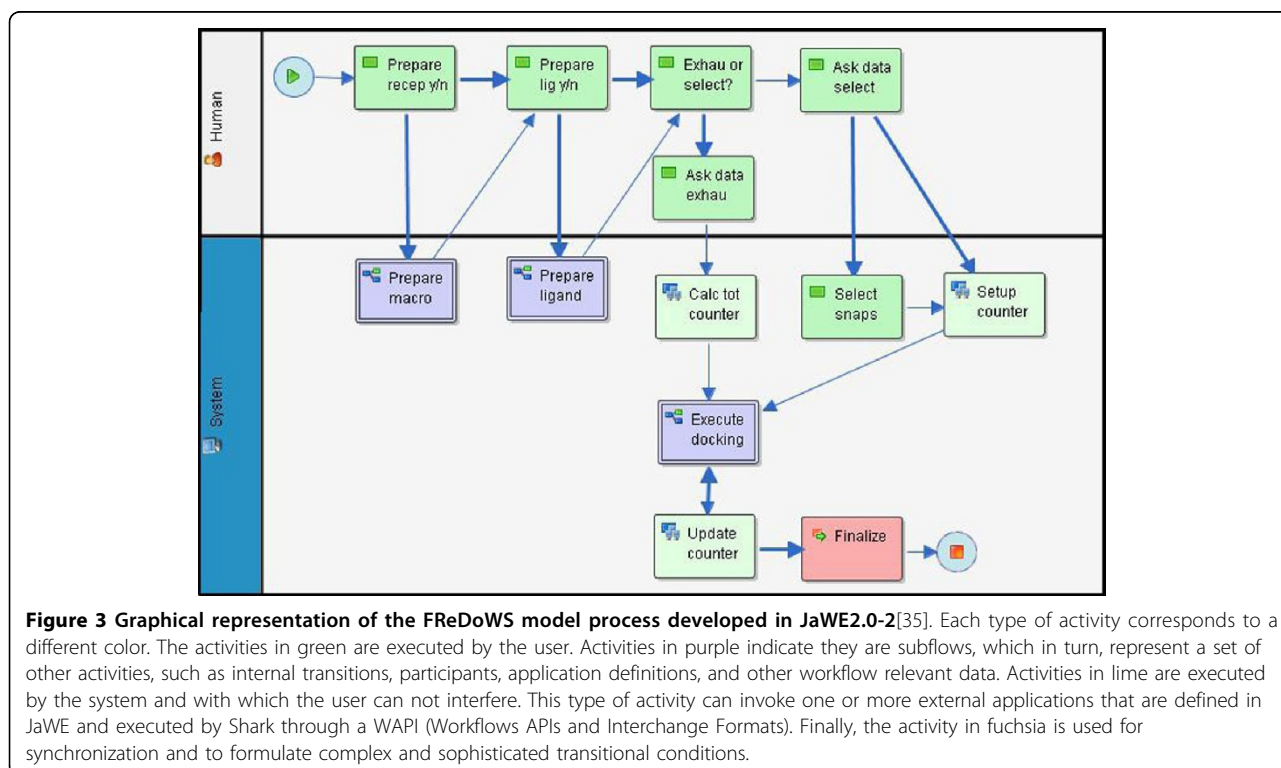 Human
Prepare
recep y/n
Prepare
lig y/n
Exhau or
select?
Ask data
select
Ask data
exhau
System
Prepare
macro
Prepare
ligand
Calc tot
counter
Select
snaps
Setup
counter
Execute
docking
Update
counter
Finalize
Figure 3 Graphical representation of the FReDoWS model process developed in JaWE2.0-2[35]. Each type of activity corresponds to a
different color. The activities in green are executed by the user. Activities in purple indicate they are subflows, which in turn, represent a set of
other activities, such as internal transitions, participants, application definitions, and other workflow relevant data. Activities in lime are executed
by the system and with which the user can not interfere. This type of activity can invoke one or more external applications that are defined in
JaWE and executed by Shark through a WAPI (Workflows APIs and Interchange Formats). Finally, the activity in fuchsia is used for
synchronization and to formulate complex and sophisticated transitional conditions.